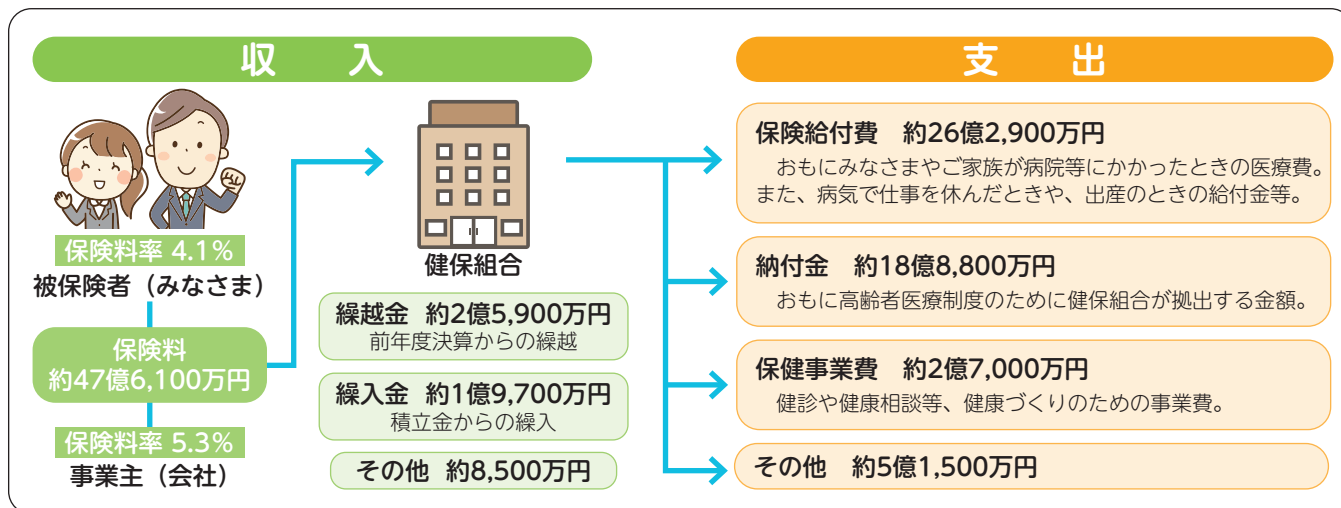 収 入
保険料率 4.1%
被保険者（みなさま）
保険料
約47億6,100万円
保険料率 5.3%
事業主（会社）
健保組合
繰越金 約2億5,900万円
前年度決算からの繰越
繰入金 約1億9,700万円
積立金からの繰入
その他 約8,500万円
支 出
保険給付費 約26億2,900万円
おもにみなさまやご家族が病院等にかかったときの医療費。
また、病気で仕事を休んだときや、出産のときの給付金等。
納付金 約18億8,800万円
おもに高齢者医療制度のために健保組合が拠出する金額。
保健事業費 約2億7,000万円
健診や健康相談等、健康づくりのための事業費。
その他 約5億1,500万円